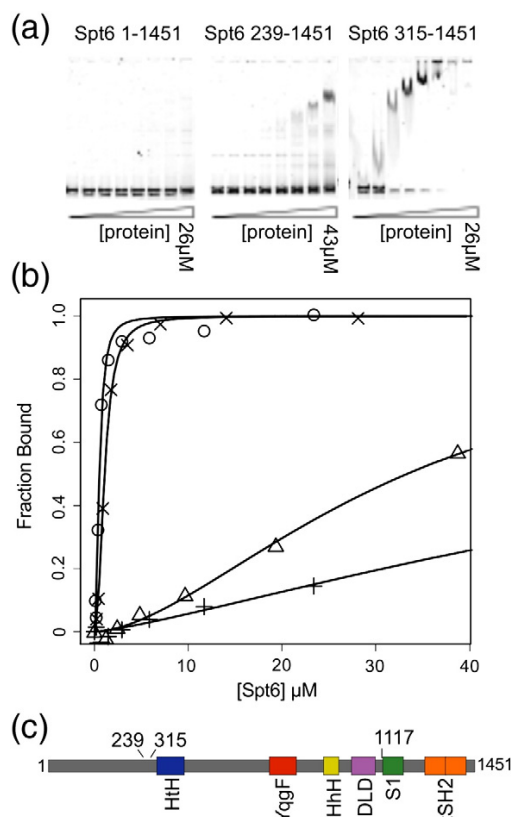 (a)
Spt6 1-1451 Spt6 239-1451 Spt6 315-1451
[protein] 26µM [protein] 43µM [protein] 26µM
(b)
Fraction Bound
1.0
0.8
0.6
0.4
0.2
0
0 10 20 30 40
[Spt6] µM
(c)
239 315 1117
1 1451
HtH YqgF HhH DLD S1 SH2